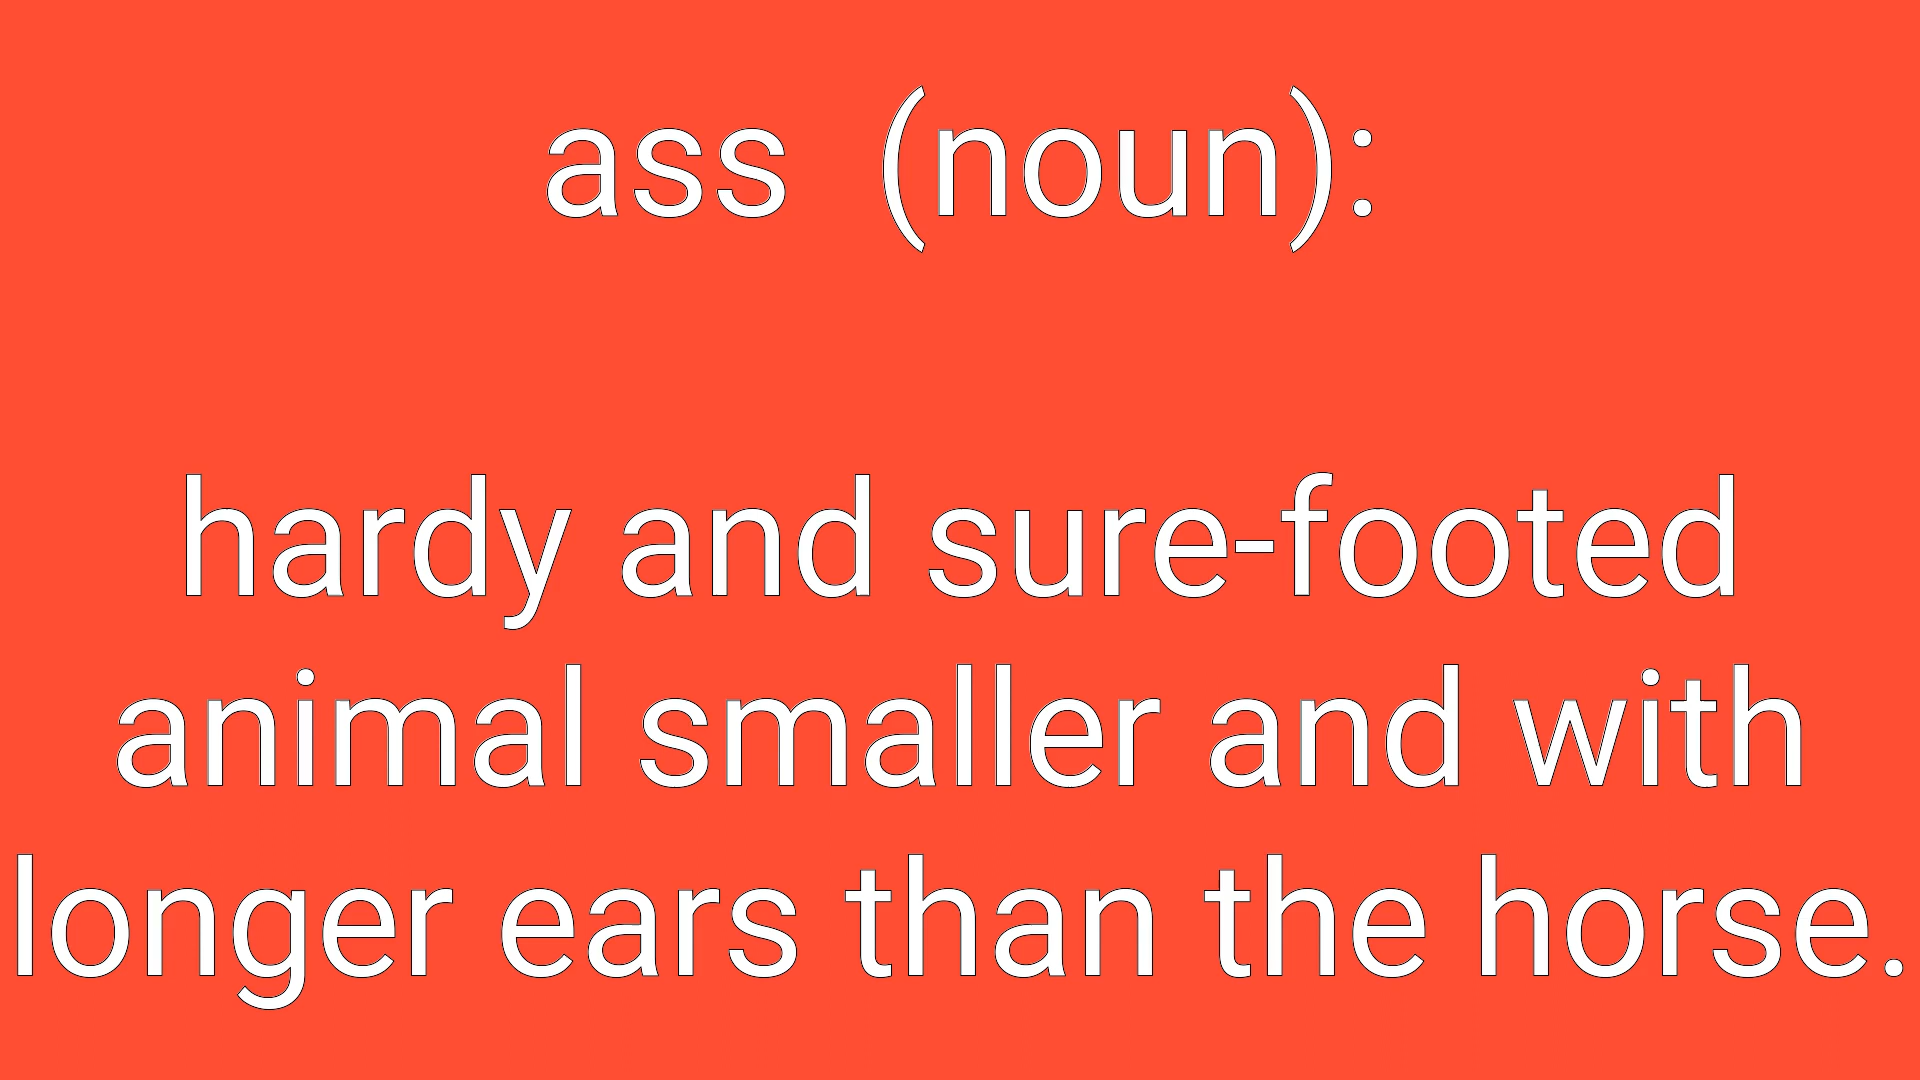 ass (noun):
hardy and sure-footed
animal smaller and with
longer ears than the horse.